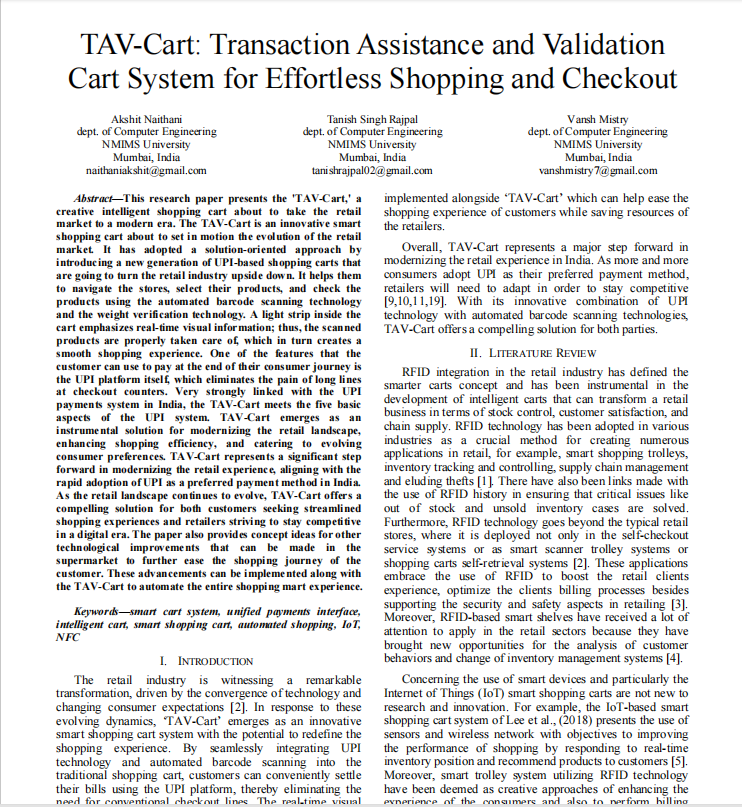 TAV-Cart: Transaction Assistance and Validation
Cart System for Effortless Shopping and Checkout
Akshit Naithani
dept. of Computer Engineering
NMIMS University
Mumbai, India
naithaniakshit@gmail.com
Tanish Singh Rajpal
dept. of Computer Engineering
NMIMS University
Mumbai, India
tanishrajpal02@gmail.com
Vansh Mistry
dept. of Computer Engineering
NMIMS University
Mumbai, India
vanshmistry7@gmail.com
Abstract—This research paper presents the 'TAV-Cart,' a
creative intelligent shopping cart about to take the retail
market to a modern era. The TAV-Cart is an innovative smart
shopping cart about to set in motion the evolution of the retail
market. It has adopted a solution-oriented approach by
introducing a new generation of UPI-based shopping carts that
are going to turn the retail industry upside down. It helps them
to navigate the stores, select their products, and check the
products using the automated barcode scanning technology
and the weight verification technology. A light strip inside the
cart emphasizes real-time visual information; thus, the scanned
products are properly taken care of, which in turn creates a
smooth shopping experience. One of the features that the
customer can use to pay at the end of their consumer journey is
the UPI platform itself, which eliminates the pain of long lines
at checkout counters. Very strongly linked with the UPI
payments system in India, the TAV-Cart meets the five basic
aspects of the UPI system. TAV-Cart emerges as an
instrumental solution for modernizing the retail landscape,
enhancing shopping efficiency, and catering to evolving
consumer preferences. TAV-Cart represents a significant step
forward in modernizing the retail experience, aligning with the
rapid adoption of UPI as a preferred payment method in India.
As the retail landscape continues to evolve, TAV-Cart offers a
compelling solution for both customers seeking streamlined
shopping experiences and retailers striving to stay competitive
in a digital era. The paper also provides concept ideas for other
technological improvements that can be made in the
supermarket to further ease the shopping journey of the
customer. These advancements can be implemented along with
the TAV-Cart to automate the entire shopping mart experience.
Keywords—smart cart system, unified payments interface,
intelligent cart, smart shopping cart, automated shopping, IoT,
NFC
I. INTRODUCTION
The retail industry is witnessing a remarkable
transformation, driven by the convergence of technology and
changing consumer expectations [2]. In response to these
evolving dynamics, ‘TAV-Cart’ emerges as an innovative
smart shopping cart system with the potential to redefine the
shopping experience. By seamlessly integrating UPI
technology and automated barcode scanning into the
traditional shopping cart, customers can conveniently settle
their bills using the UPI platform, thereby eliminating the
need for conventional checkout lines. The real-time visual
implemented alongside ‘TAV-Cart’ which can help ease the
shopping experience of customers while saving resources of
the retailers.
Overall, TAV-Cart represents a major step forward in
modernizing the retail experience in India. As more and more
consumers adopt UPI as their preferred payment method,
retailers will need to adapt in order to stay competitive
[9,10,11,19]. With its innovative combination of UPI
technology with automated barcode scanning technologies,
TAV-Cart offers a compelling solution for both parties.
II. LITERATURE REVIEW
RFID integration in the retail industry has defined the
smarter carts concept and has been instrumental in the
development of intelligent carts that can transform a retail
business in terms of stock control, customer satisfaction, and
chain supply. RFID technology has been adopted in various
industries as a crucial method for creating numerous
applications in retail, for example, smart shopping trolleys,
inventory tracking and controlling, supply chain management
and eluding thefts [1]. There have also been links made with
the use of RFID history in ensuring that critical issues like
out of stock and unsold inventory cases are solved.
Furthermore, RFID technology goes beyond the typical retail
stores, where it is deployed not only in the self-checkout
service systems or as smart scanner trolley systems or
shopping carts self-retrieval systems [2]. These applications
embrace the use of RFID to boost the retail clients
experience, optimize the clients billing processes besides
supporting the security and safety aspects in retailing [3].
Moreover, RFID-based smart shelves have received a lot of
attention to apply in the retail sectors because they have
brought new opportunities for the analysis of customer
behaviors and change of inventory management systems [4].
Concerning the use of smart devices and particularly the
Internet of Things (IoT) smart shopping carts are not new to
research and innovation. For example, the IoT-based smart
shopping cart system of Lee et al., (2018) presents the use of
sensors and wireless network with objectives to improving
the performance of shopping by responding to real-time
inventory position and recommend products to customers [5].
Moreover, smart trolley system utilizing RFID technology
have been deemed as creative approaches of enhancing the
experience of the consumers and also to perform billing